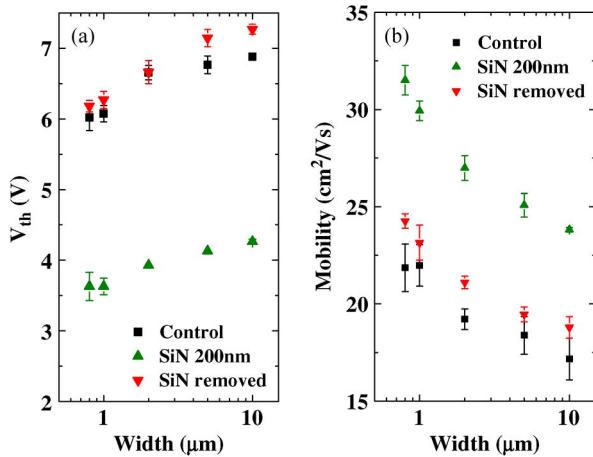 (a)
7
6
5
4
3
2
V_th (V)
Control
SiN 200nm
SiN removed
1
10
Width (μm)
(b)
35
30
25
20
15
Mobility (cm²/Vs)
Control
SiN 200nm
SiN removed
1
10
Width (μm)